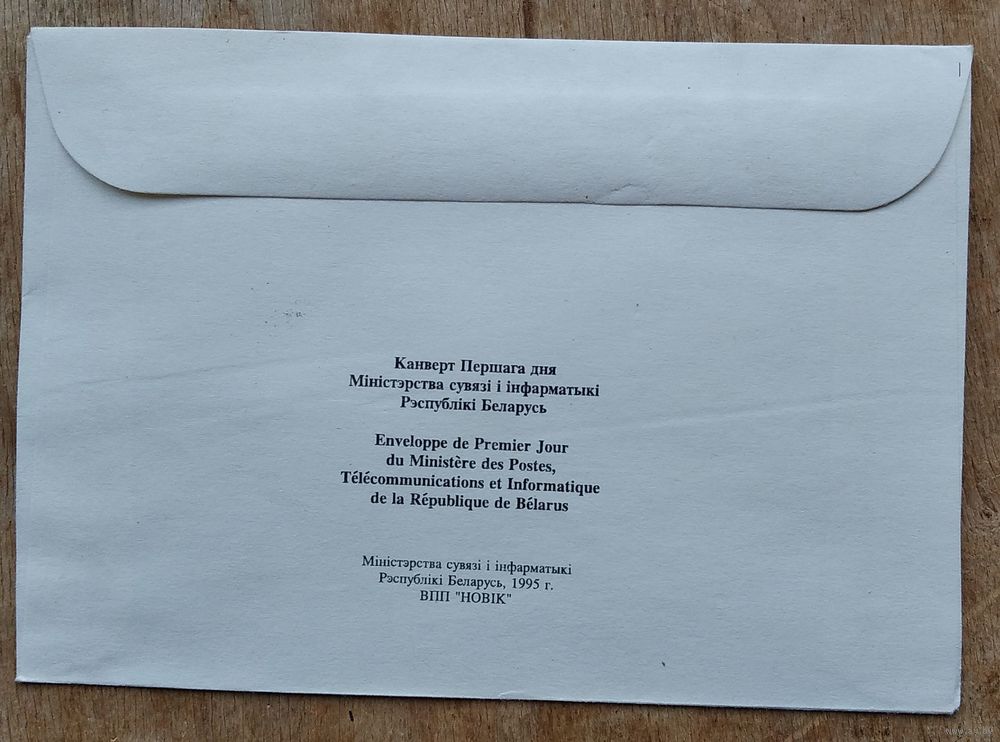 Канверт Першага дня
Міністэрства сувязі і інфарматыкі
Рэспублікі Беларусь
Enveloppe de Premier Jour
du Ministère des Postes,
Télécommunications et Informatique
de la République de Bélarus
Міністэрства сувязі і інфарматыкі
Рэспублікі Беларусь, 1995 г.
ВПП "НОВІК"